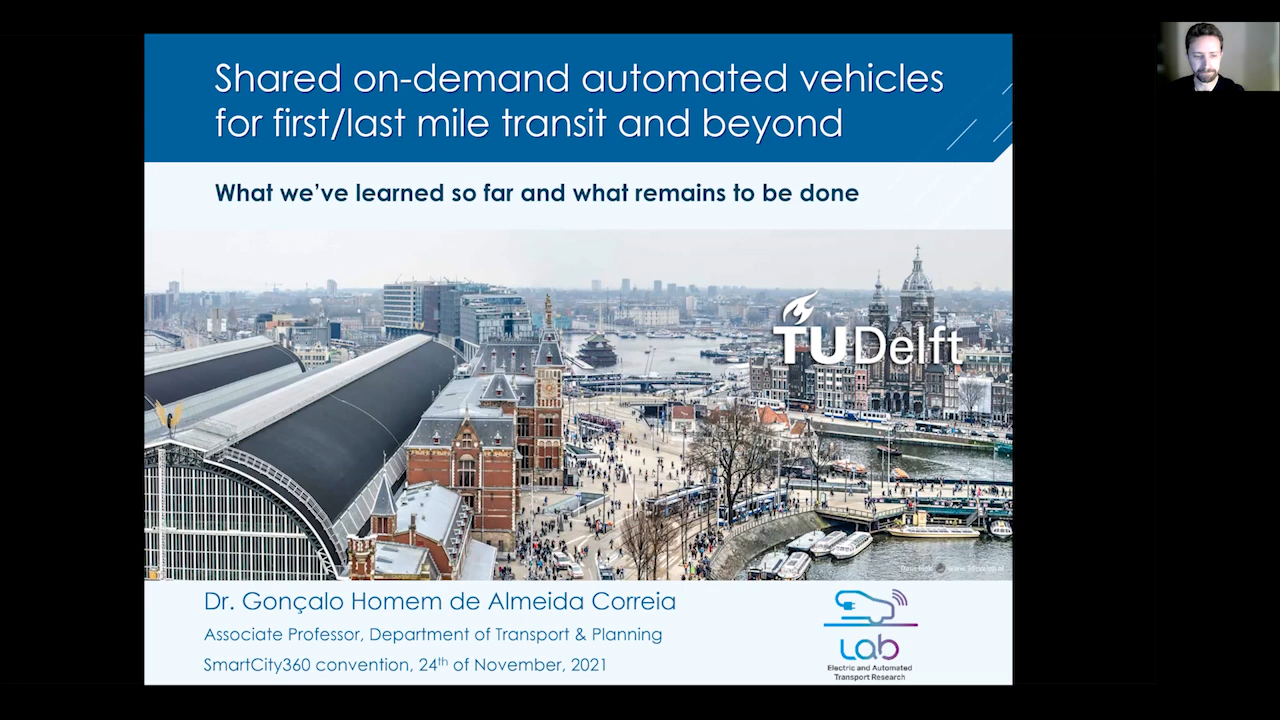 Shared on-demand automated vehicles
for first/last mile transit and beyond
What we've learned so far and what remains to be done
TUDelft
Dr. Gonçalo Homem de Almeida Correia
Associate Professor, Department of Transport & Planning
SmartCity360 convention, 24th of November, 2021
Lab
Electric and Automated
Transport Research